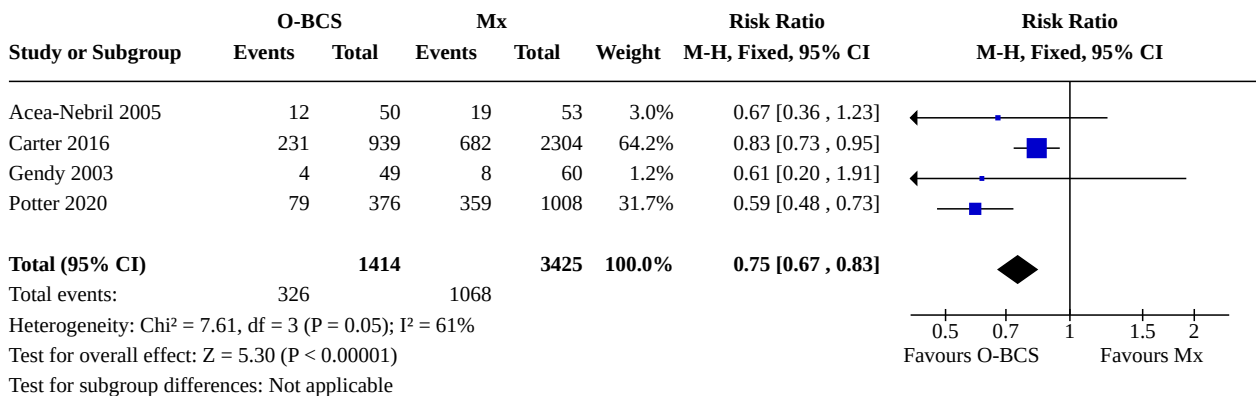 O-BCS Mx Risk Ratio Risk Ratio
Study or Subgroup Events Total Events Total Weight M-H, Fixed, 95% CI M-H, Fixed, 95% CI
Acea-Nebril 2005 12 50 19 53 3.0% 0.67 [0.36 , 1.23]
Carter 2016 231 939 682 2304 64.2% 0.83 [0.73 , 0.95]
Gendy 2003 4 49 8 60 1.2% 0.61 [0.20 , 1.91]
Potter 2020 79 376 359 1008 31.7% 0.59 [0.48 , 0.73]
Total (95% CI) 1414 3425 100.0% 0.75 [0.67 , 0.83]
Total events: 326 1068
Heterogeneity: Chi² = 7.61, df = 3 (P = 0.05); I² = 61%
0.5 0.7 1 1.5 2
Test for overall effect: Z = 5.30 (P < 0.00001)
Favours O-BCS Favours Mx
Test for subgroup differences: Not applicable